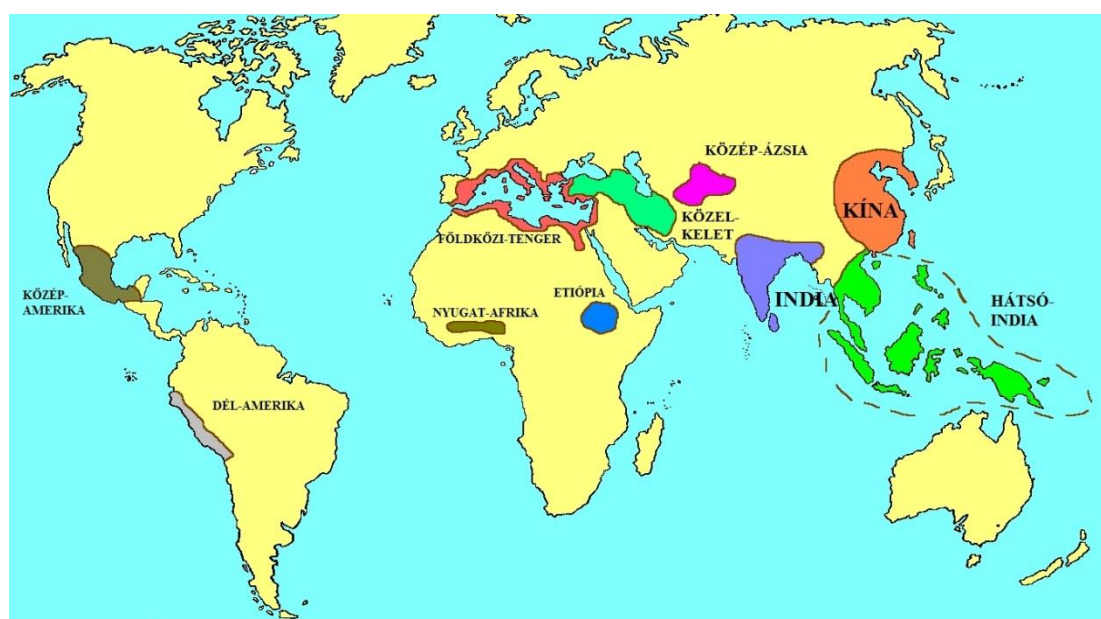 KÖZÉP-ÁZSIA
KÍNA
KÖZEL-
KELET
FÖLDKÖZI-TENGER
KÖZÉP-
AMERIKA
ETIÓPIA
INDIA
HÁTSÓ-
INDIA
NYUGAT-AFRIKA
DÉL-AMERIKA